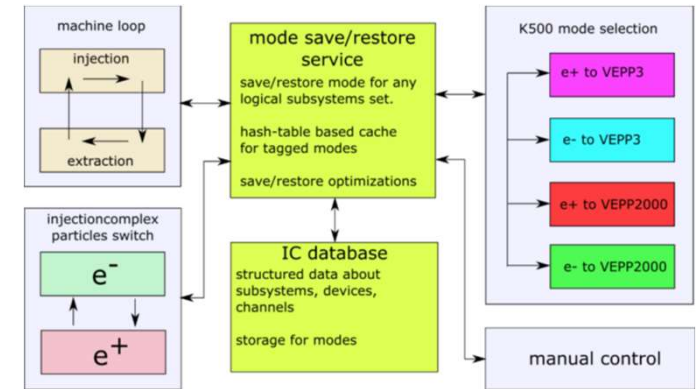 machine loop
injection
extraction
injectioncomplex
particles switch
e-
e+
mode save/restore
service
save/restore mode for any
logical subsystems set.
hash-table based cache
for tagged modes
save/restore optimizations
IC database
structured data about
subsystems, devices,
channels
storage for modes
K500 mode selection
e+ to VEPP3
e- to VEPP3
e+ to VEPP2000
e- to VEPP2000
manual control